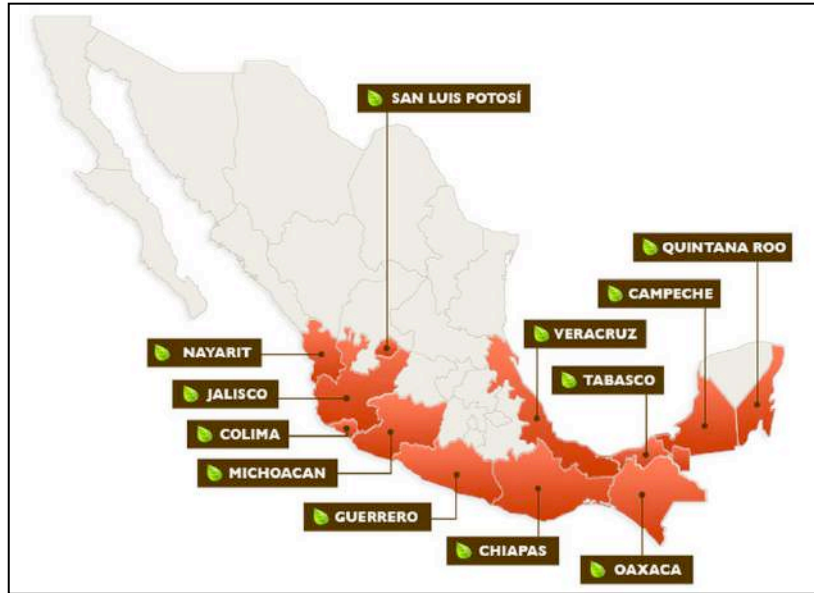 SAN LUIS POTOSÍ
QUINTANA ROO
CAMPECHE
VERACRUZ
NAYARIT
TABASCO
JALISCO
COLIMA
MICHOACAN
GUERRERO
CHIAPAS
OAXACA